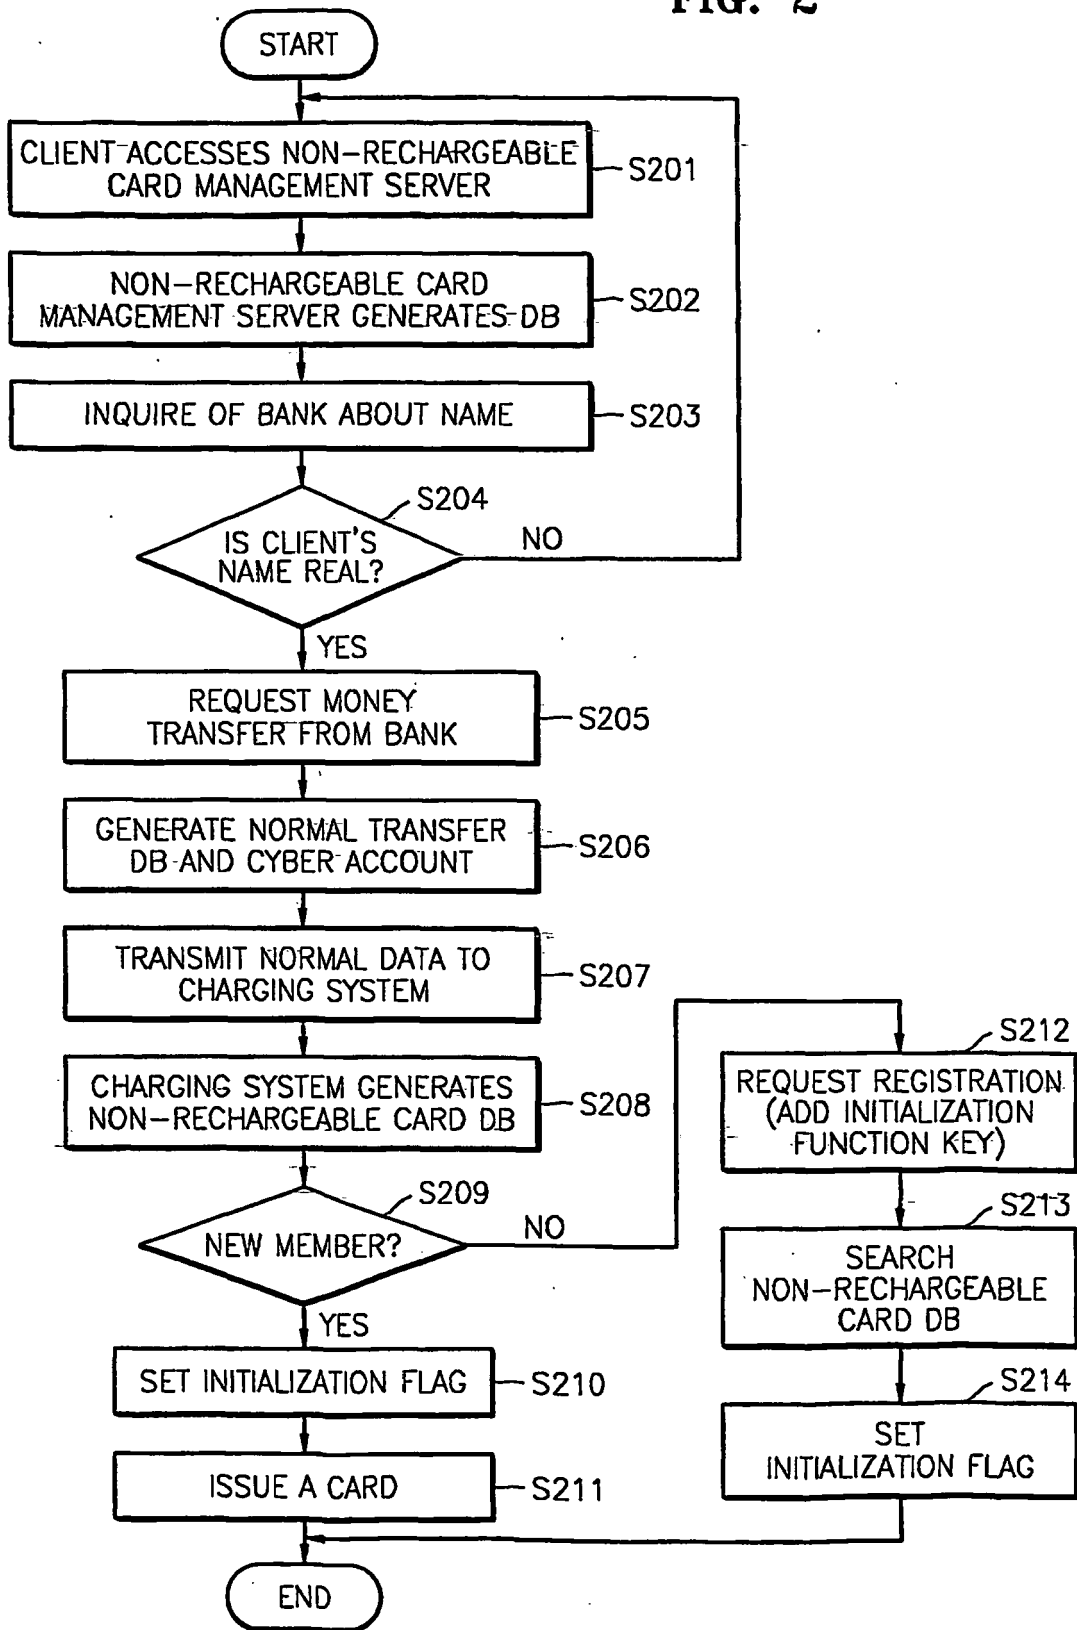 FIG. 2
START
CLIENT ACCESSES NON-RECHARGEABLE
CARD MANAGEMENT SERVER
S201
NON-RECHARGEABLE CARD
MANAGEMENT SERVER GENERATES DB
S202
INQUIRE OF BANK ABOUT NAME
S203
S204
IS CLIENT'S
NAME REAL?
NO
YES
REQUEST MONEY
TRANSFER FROM BANK
S205
GENERATE NORMAL TRANSFER
DB AND CYBER ACCOUNT
S206
TRANSMIT NORMAL DATA TO
CHARGING SYSTEM
S207
CHARGING SYSTEM GENERATES
NON-RECHARGEABLE CARD DB
S208
S209
NEW MEMBER?
NO
YES
SET INITIALIZATION FLAG
S210
ISSUE A CARD
S211
S212
REQUEST REGISTRATION
(ADD INITIALIZATION
FUNCTION KEY)
S213
SEARCH
NON-RECHARGEABLE
CARD DB
S214
SET
INITIALIZATION FLAG
END